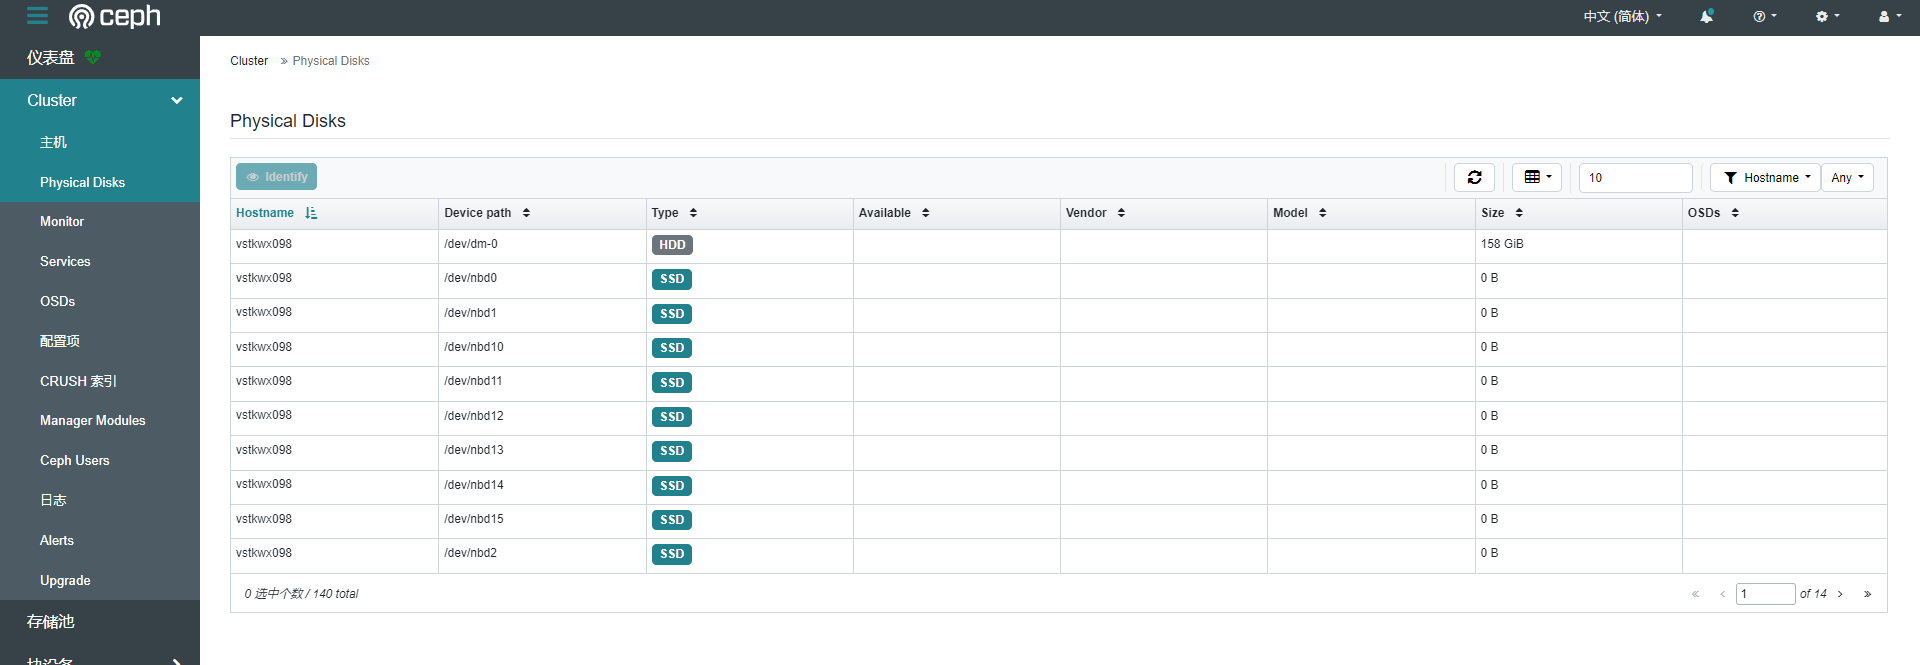 ceph
中文 (简体)
仪表盘
Cluster
主机
Physical Disks
Monitor
Services
OSDs
配置项
CRUSH 索引
Manager Modules
Ceph Users
日志
Alerts
Upgrade
存储池
块设备
Cluster » Physical Disks
Physical Disks
Identify 10 Hostname Any
Hostname Device path Type Available Vendor Model Size OSDs
vstkwx098 /dev/dm-0 HDD 158 GiB
vstkwx098 /dev/nbd0 SSD 0 B
vstkwx098 /dev/nbd1 SSD 0 B
vstkwx098 /dev/nbd10 SSD 0 B
vstkwx098 /dev/nbd11 SSD 0 B
vstkwx098 /dev/nbd12 SSD 0 B
vstkwx098 /dev/nbd13 SSD 0 B
vstkwx098 /dev/nbd14 SSD 0 B
vstkwx098 /dev/nbd15 SSD 0 B
vstkwx098 /dev/nbd2 SSD 0 B
0 选中个数 / 140 total « ‹ 1 of 14 › »